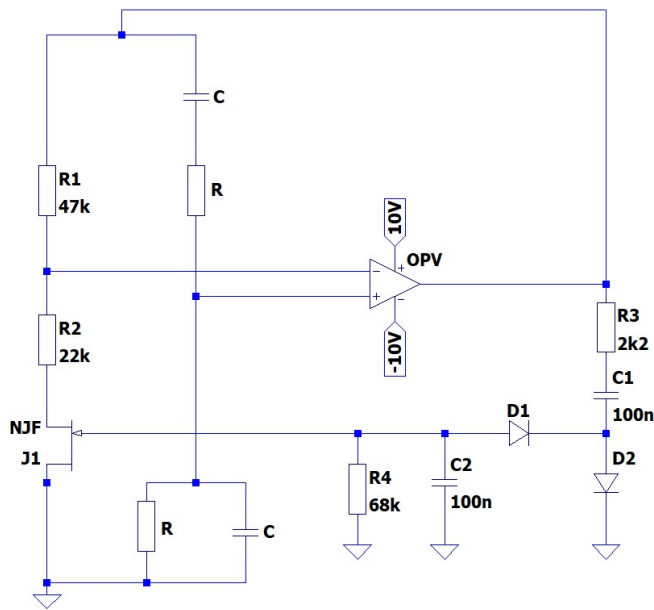 C
R1
47k
R
10V
OPV
-
+
+
-
-10V
R2
22k
R3
2k2
C1
100n
NJF
J1
D1
D2
R4
68k
C2
100n
R
C